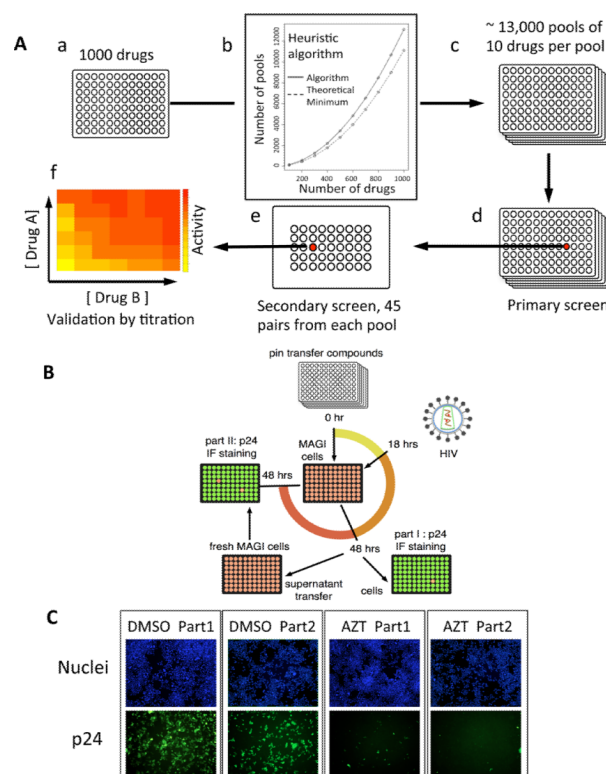 A
a
1000 drugs
b
Heuristic
algorithm
Algorithm
Theoretical
Minimum
Number of pools
0 2000 4000 6000 8000 10000 12000
200 400 600 800 1000
Number of drugs
c
~ 13,000 pools of
10 drugs per pool
d
Primary screen
e
Secondary screen, 45
pairs from each pool
f
[ Drug A ]
[ Drug B ]
Activity
Validation by titration
B
pin transfer compounds
0 hr
MAGI
cells
18 hrs
HIV
part II: p24
IF staining
48 hrs
fresh MAGI cells
48 hrs
part I : p24
IF staining
supernatant
transfer
cells
C
DMSO Part1
DMSO Part2
AZT Part1
AZT Part2
Nuclei
p24